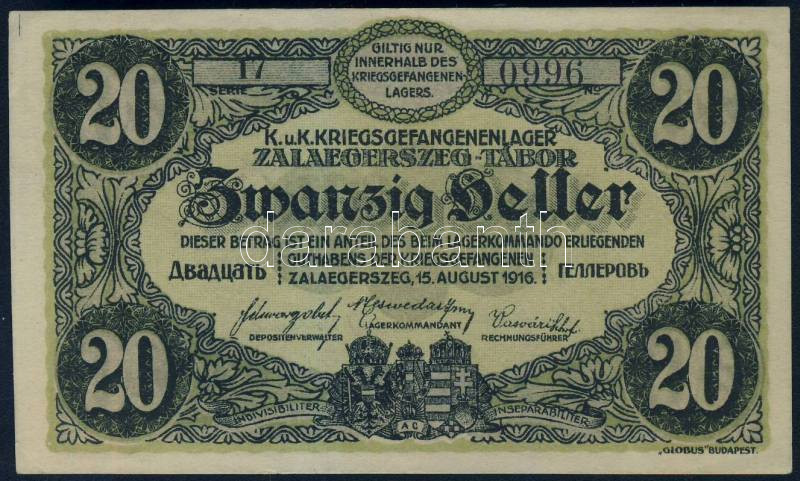 20
17
SERIE
GILTIG NUR
INNERHALB DES
KRIEGSGEFANGENEN-
LAGERS.
0996
No
20
K.u.K.KRIEGSGEFANGENENLAGER
ZALAEGERSZEG-TÁBOR
Zwanzig Heller
DIESER BETRAG IST EIN ANTEIL DES BEIM LAGERKOMMANDO ERLIEGENDEN
Двадцать GUTHABENS DER KRIEGSGEFANGENEN. Геллеровъ
ZALAEGERSZEG, 15. AUGUST 1916.
darabanth
DEPOSITENVERWALTER
LAGERKOMMANDANT
RECHNUNGSFÜHRER
20
INDIVISIBILITER
AC
INSEPARABILITER
20
„GLOBUS" BUDAPEST.